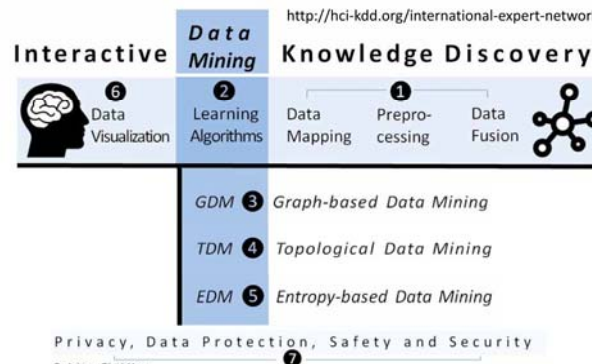 http://hci-kdd.org/international-expert-network
Data
Mining
Interactive
Knowledge Discovery
6
2
1
Data
Visualization
Learning
Algorithms
Data
Mapping
Prepro-
cessing
Data
Fusion
GDM 3 Graph-based Data Mining
TDM 4 Topological Data Mining
EDM 5 Entropy-based Data Mining
Privacy, Data Protection, Safety and Security
7